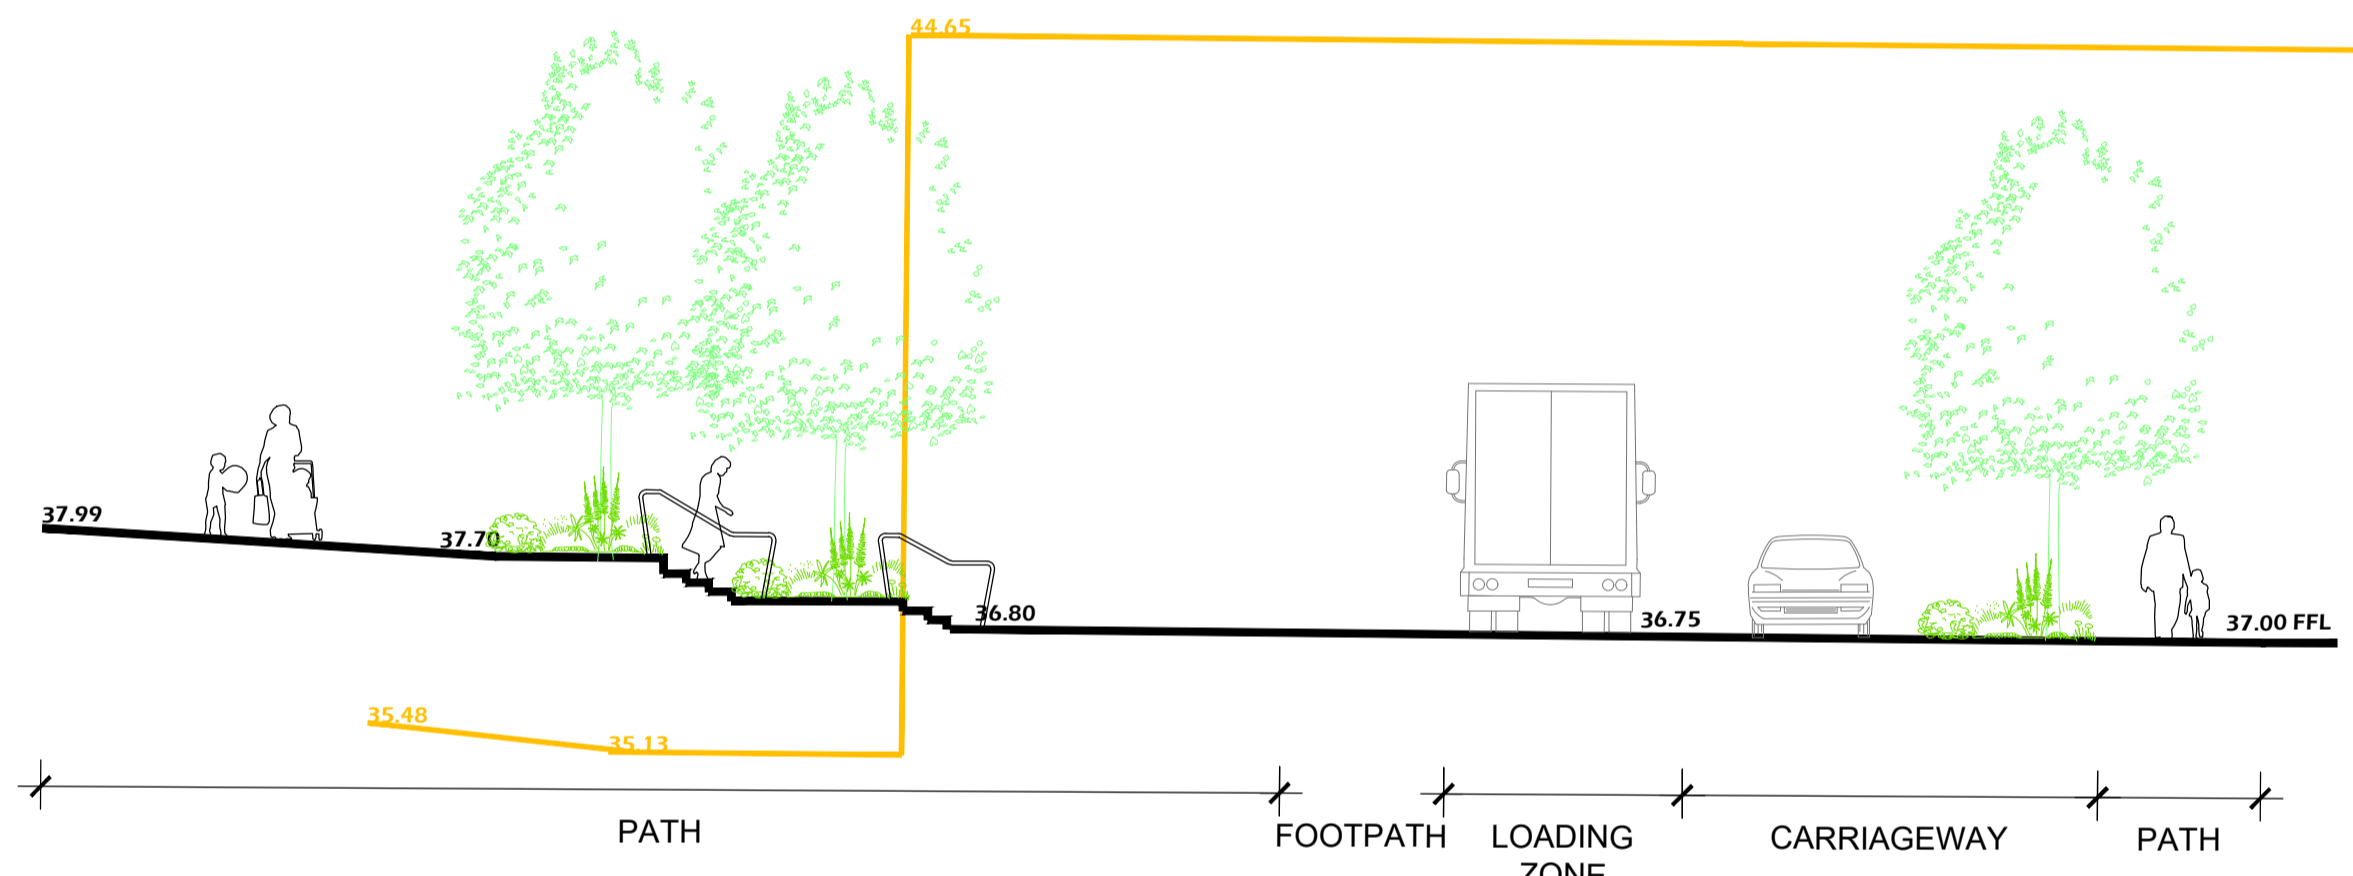 44.65
37.99
37.70
36.80
36.75
37.00 FFL
35.48
35.13
PATH
FOOTPATH
LOADING
ZONE
CARRIAGEWAY
PATH